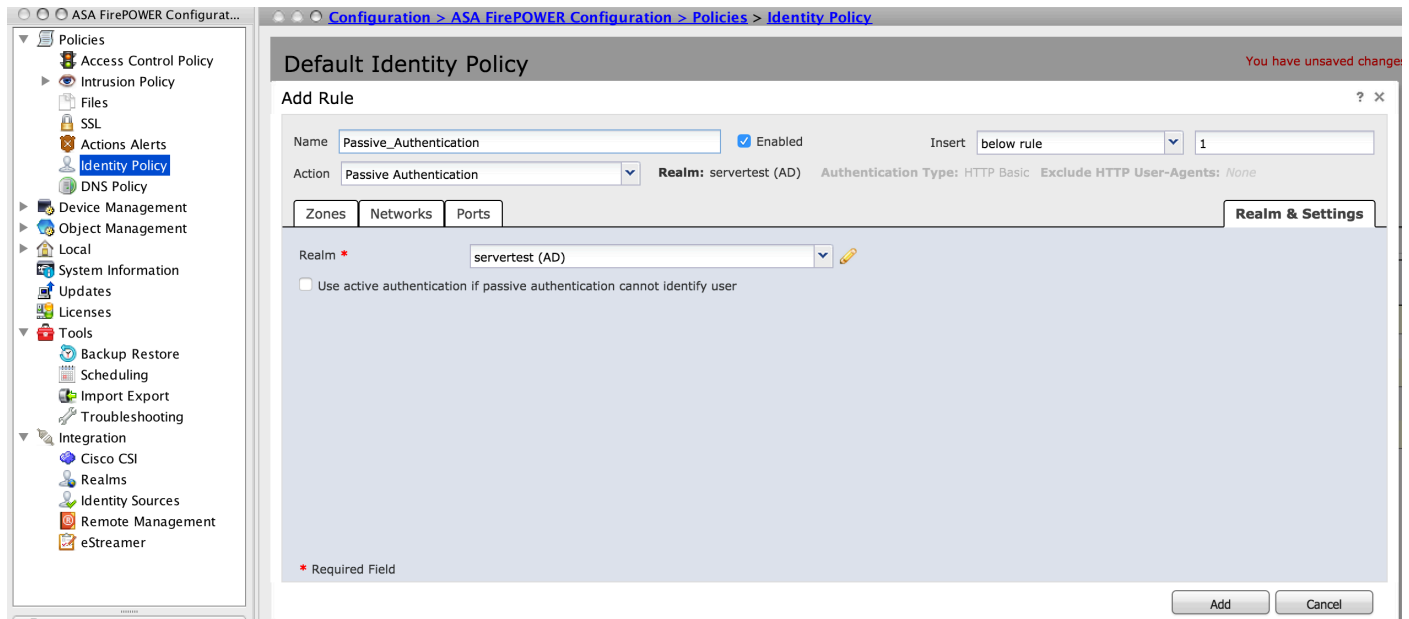 ASA FirePOWER Configurat...
Policies
Access Control Policy
Intrusion Policy
Files
SSL
Actions Alerts
Identity Policy
DNS Policy
Device Management
Object Management
Local
System Information
Updates
Licenses
Tools
Backup Restore
Scheduling
Import Export
Troubleshooting
Integration
Cisco CSI
Realms
Identity Sources
Remote Management
eStreamer
Configuration > ASA FirePOWER Configuration > Policies > Identity Policy
Default Identity Policy
You have unsaved changes
Add Rule
? ×
Name Passive_Authentication Enabled Insert below rule 1
Action Passive Authentication Realm: servertest (AD) Authentication Type: HTTP Basic Exclude HTTP User-Agents: None
Zones Networks Ports Realm & Settings
Realm * servertest (AD)
Use active authentication if passive authentication cannot identify user
* Required Field
Add Cancel